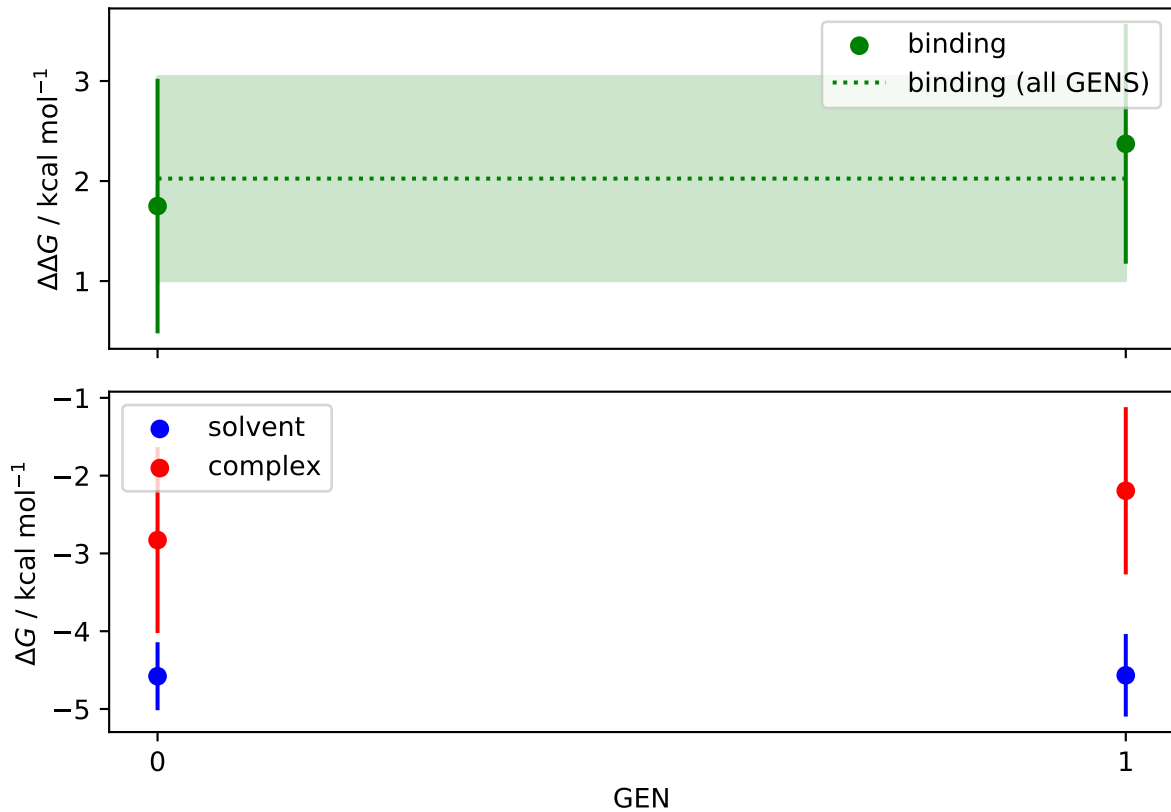 binding
binding (all GENS)
3
2
1
ΔΔG / kcal mol⁻¹
solvent
complex
−1
−2
−3
−4
−5
ΔG / kcal mol⁻¹
0
1
GEN